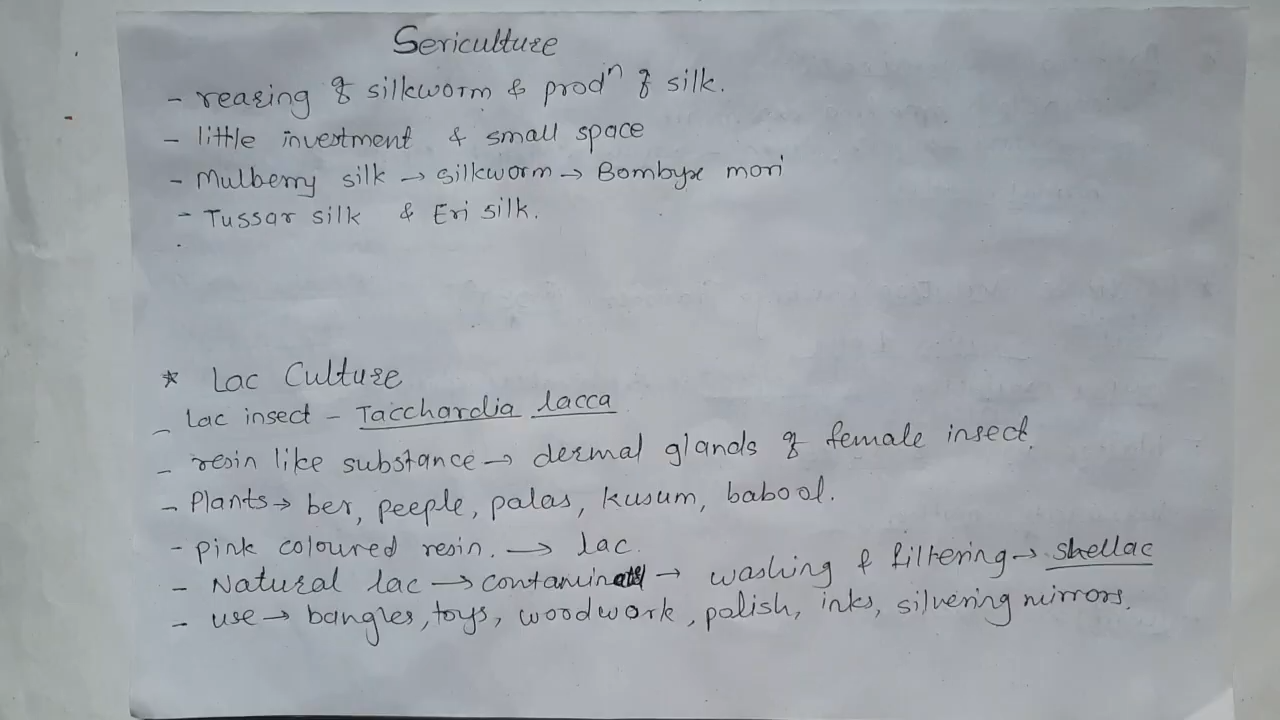 Sericulture
- rearing of silkworm & prodⁿ of silk.
- little investment & small space
- Mulberry silk → silkworm → Bombyx mori
- Tussar silk & Eri silk.
* Lac Culture
- Lac insect - Tacchardia lacca
- resin like substance → dermal glands of female insect.
- Plants → ber, peeple, palas, kusum, babool.
- pink coloured resin. → lac.
- Natural lac → contaminated → washing & filtering → shellac
- use → bangles, toys, woodwork, polish, inks, silvering mirrors.